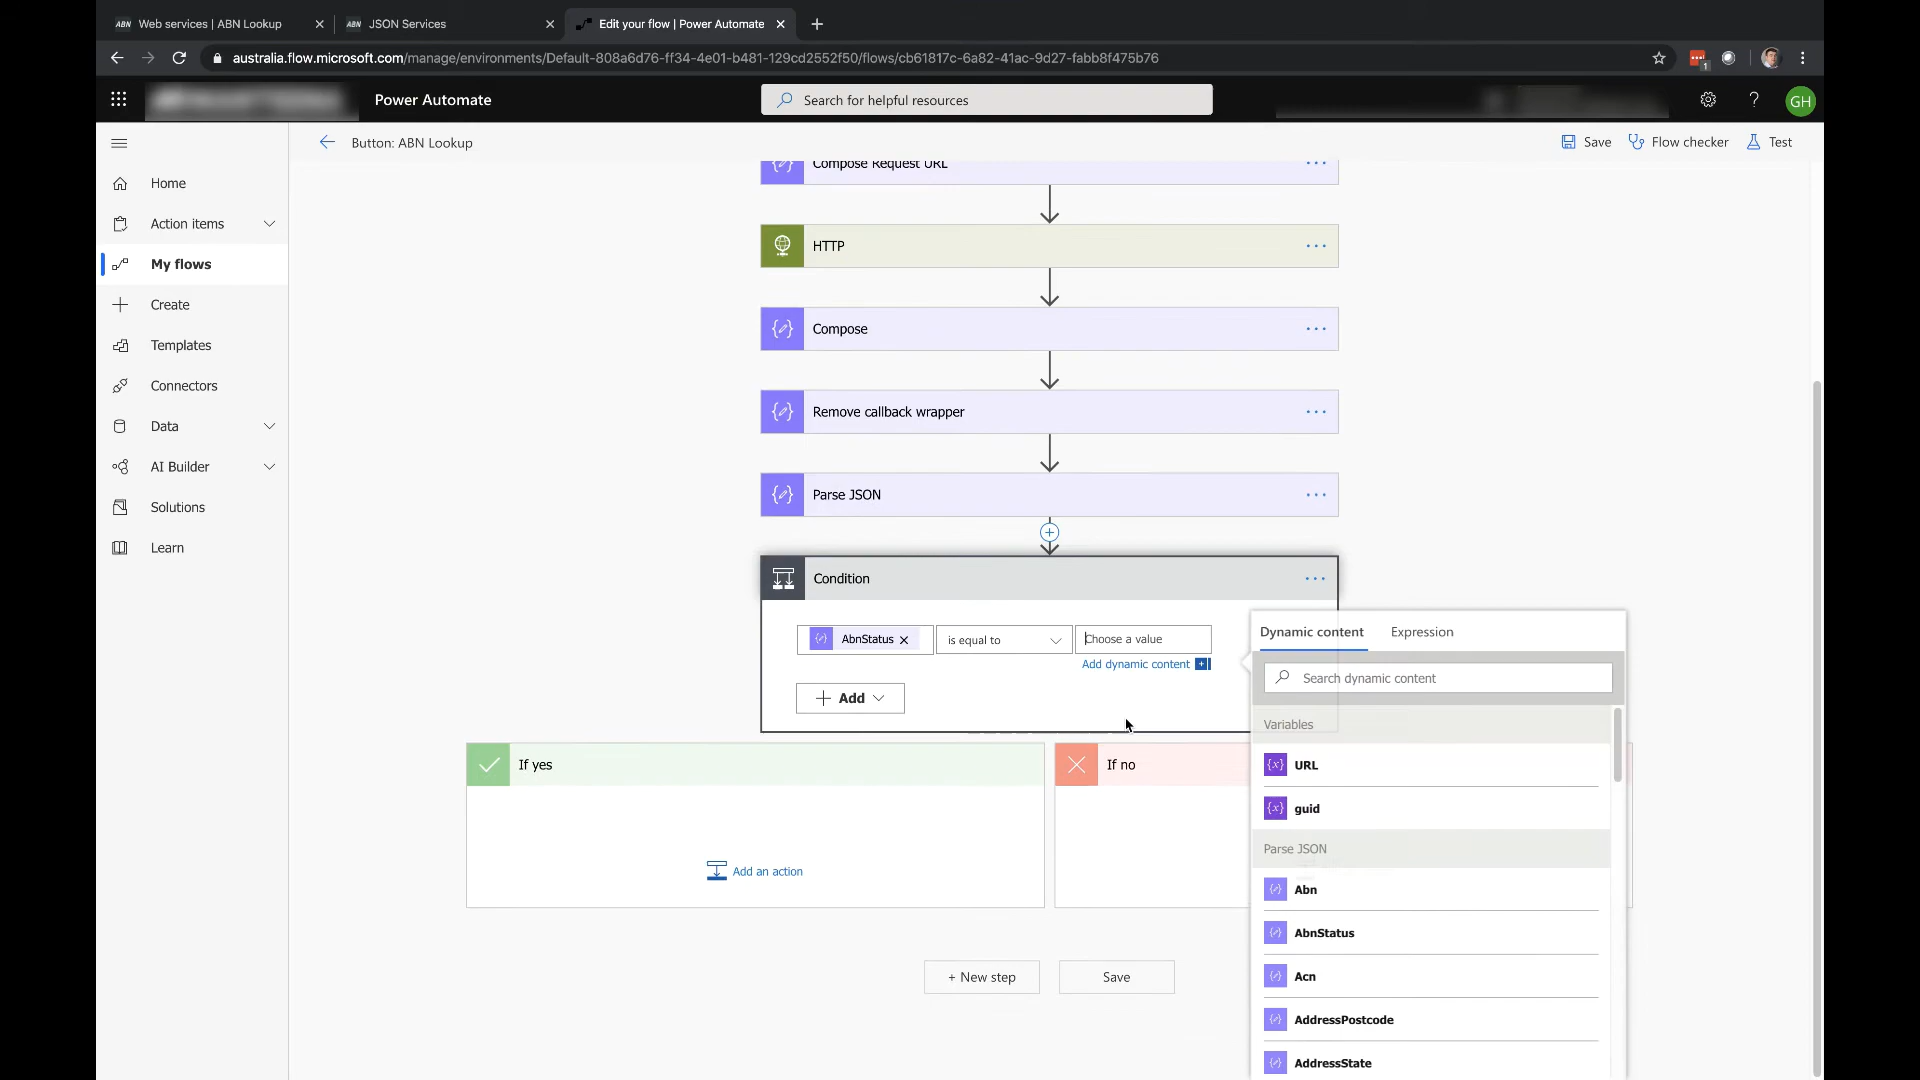 ABN Web services | ABN Lookup
ABN JSON Services
Edit your flow | Power Automate
australia.flow.microsoft.com/manage/environments/Default-808a6d76-ff34-4e01-b481-129cd2552f50/flows/cb61817c-6a82-41ac-9d27-fabb8f475b76
1
Power Automate
Search for helpful resources
?
GH
Button: ABN Lookup
Save
Flow checker
Test
Home
Action items
My flows
Create
Templates
Connectors
Data
AI Builder
Solutions
Learn
Compose Request URL
HTTP
Compose
Remove callback wrapper
Parse JSON
Condition
AbnStatus
is equal to
Choose a value
Add dynamic content
Add
If yes
Add an action
If no
+ New step
Save
Dynamic content
Expression
Search dynamic content
Variables
URL
guid
Parse JSON
Abn
AbnStatus
Acn
AddressPostcode
AddressState